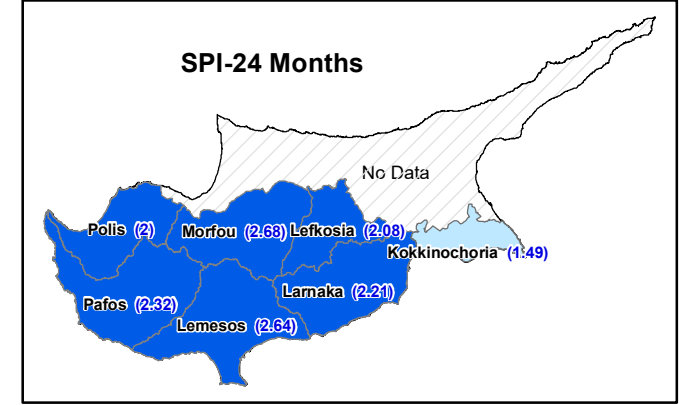 SPI-24 Months
No Data
Polis (2)
Morfou (2.68)
Lefkosia (2.08)
Kokkinochoria (1.49)
Larnaka (2.21)
Pafos (2.32)
Lemesos (2.64)